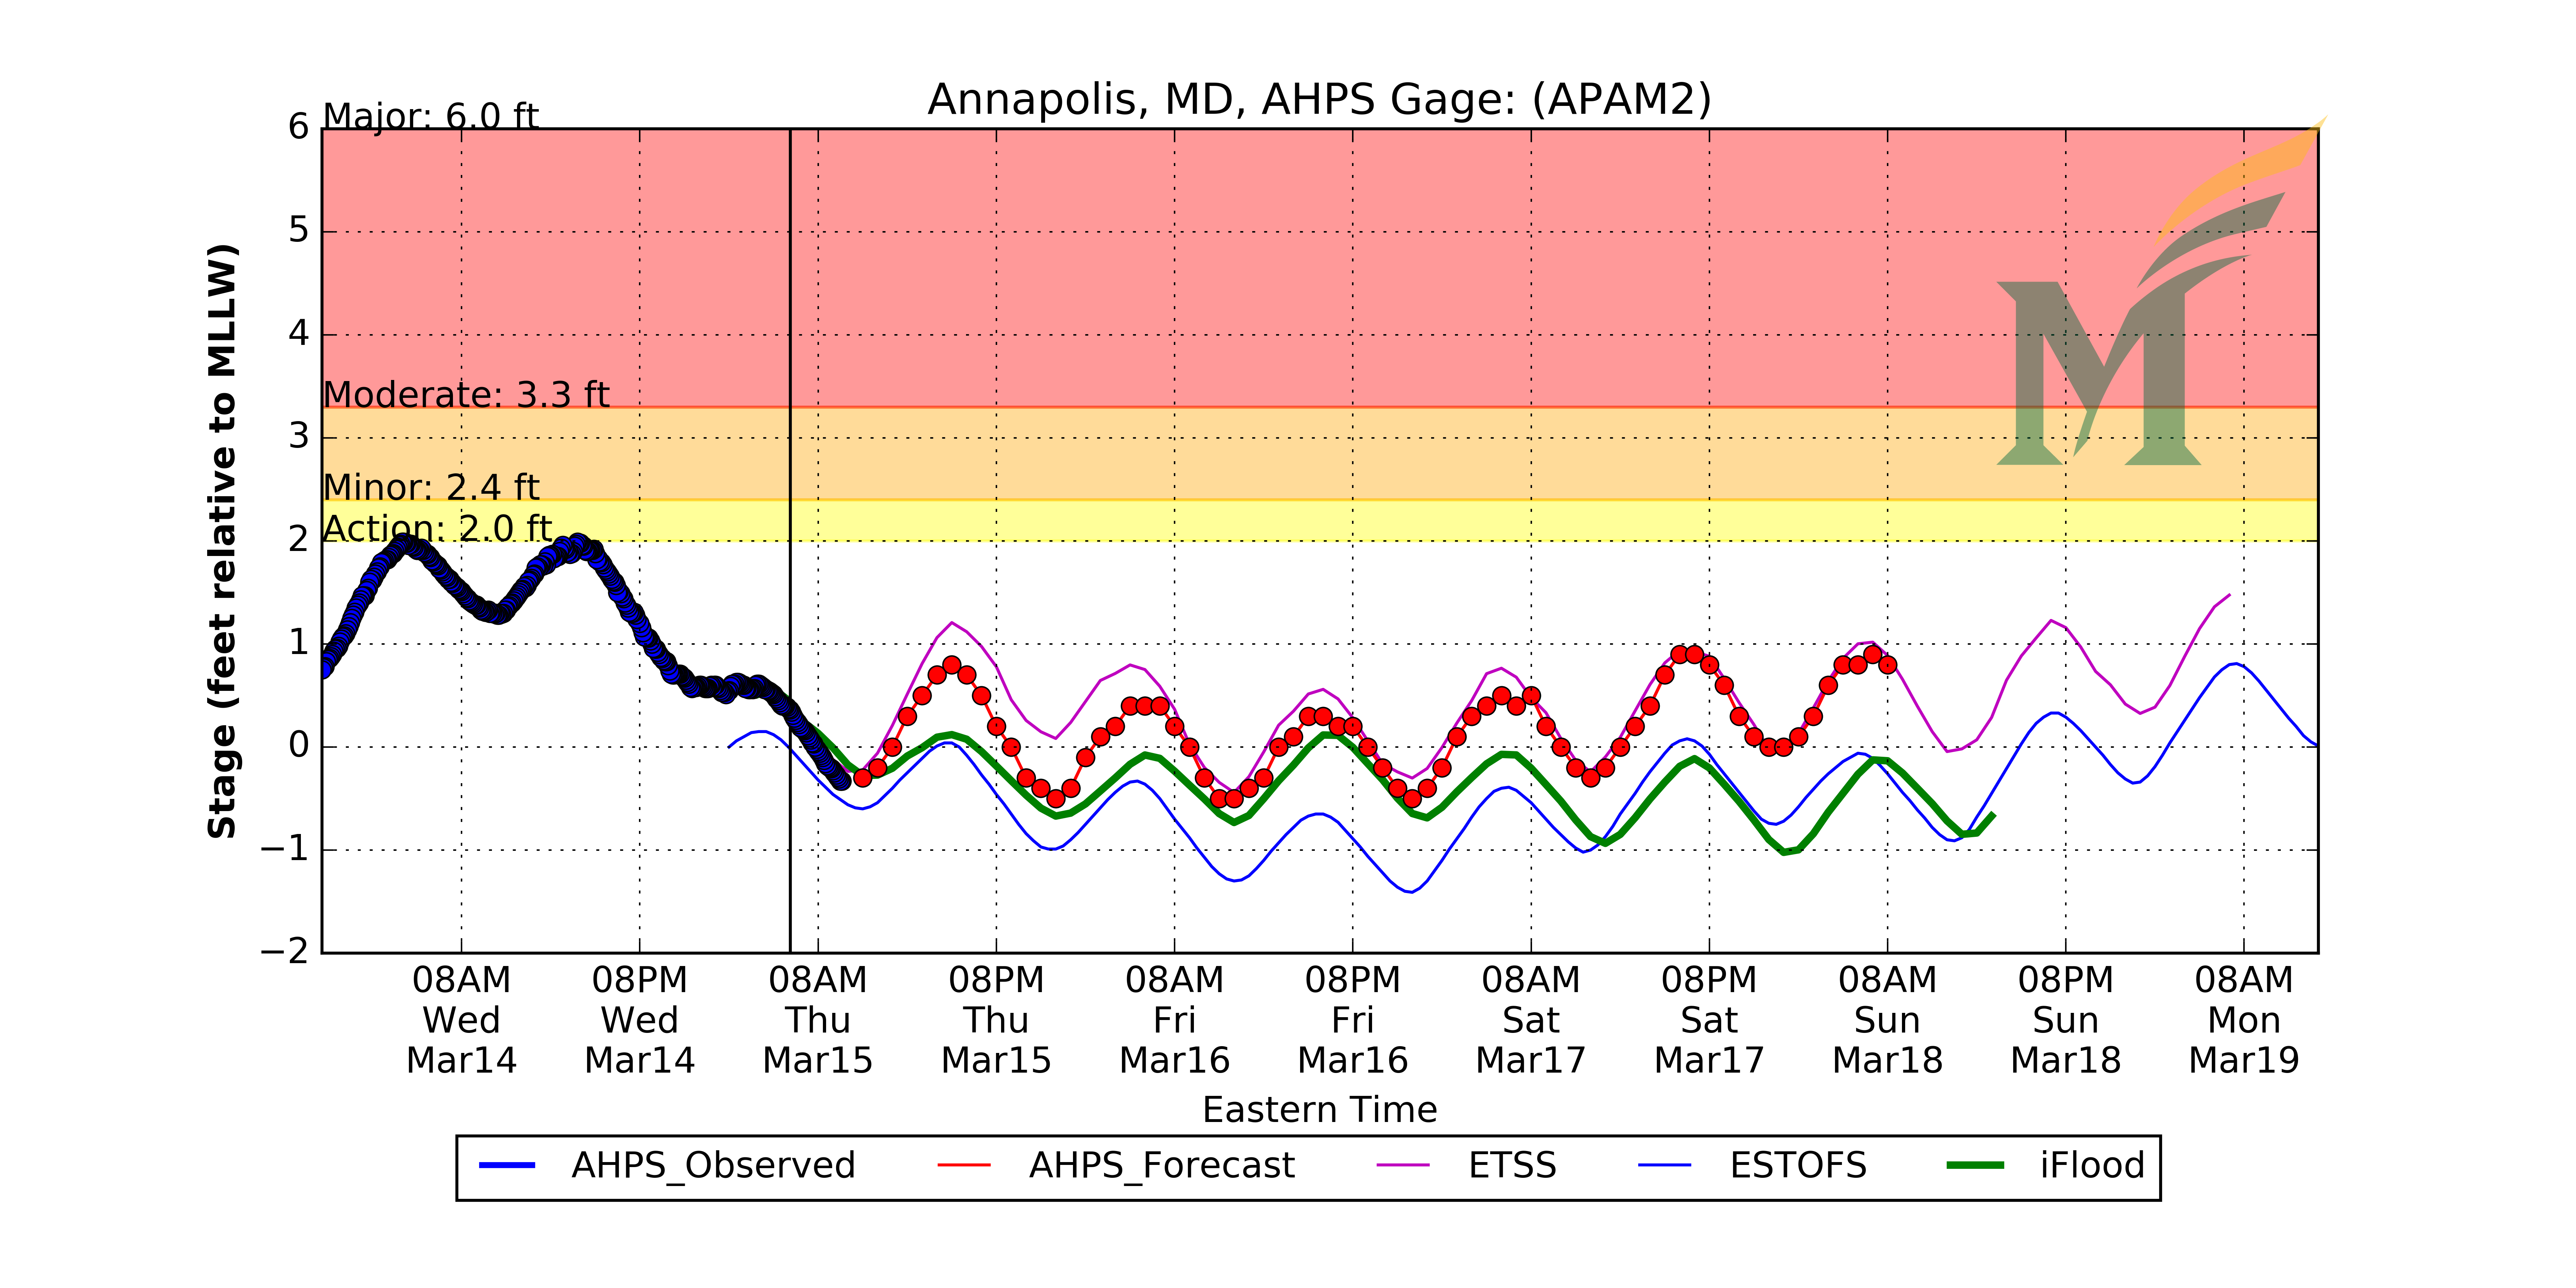 Annapolis, MD, AHPS Gage: (APAM2)
Major: 6.0 ft
Moderate: 3.3 ft
Minor: 2.4 ft
Action: 2.0 ft
Stage (feet relative to MLLW)
6
5
4
3
2
1
0
−1
−2
08AM 08PM 08AM 08PM 08AM 08PM 08AM 08PM 08AM 08PM 08AM
Wed Wed Thu Thu Fri Fri Sat Sat Sun Sun Mon
Mar14 Mar14 Mar15 Mar15 Mar16 Mar16 Mar17 Mar17 Mar18 Mar18 Mar19
Eastern Time
AHPS_Observed AHPS_Forecast ETSS ESTOFS iFlood
M